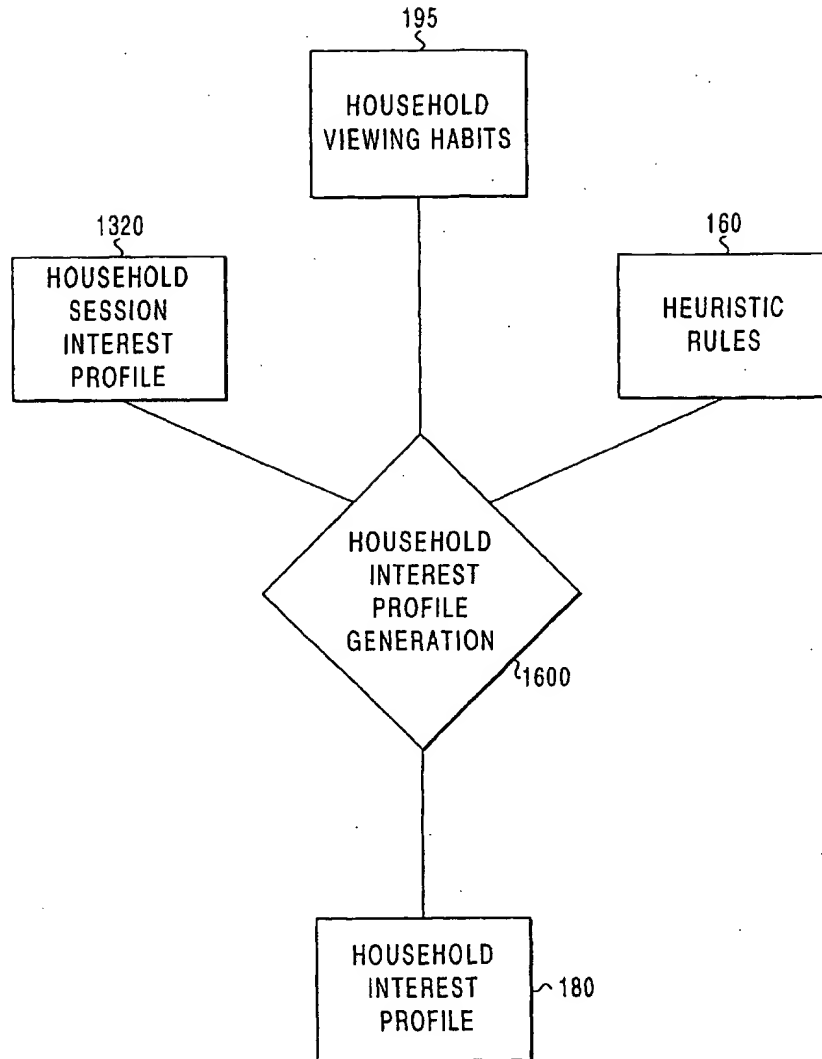 195
HOUSEHOLD
VIEWING HABITS
1320
HOUSEHOLD
SESSION
INTEREST
PROFILE
160
HEURISTIC
RULES
HOUSEHOLD
INTEREST
PROFILE
GENERATION
1600
HOUSEHOLD
INTEREST
PROFILE
180